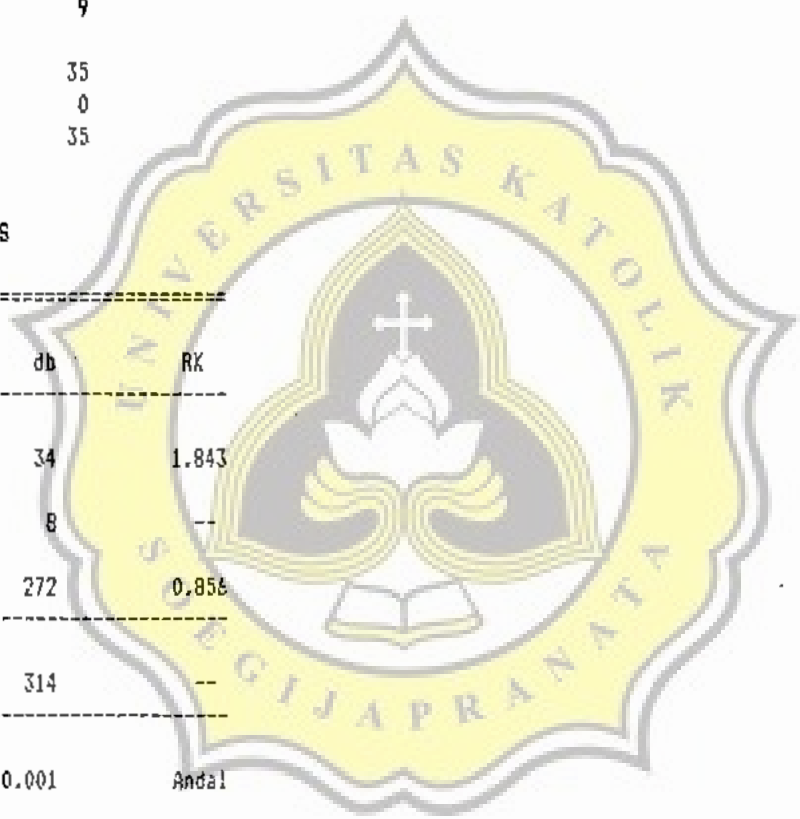 9
35
0
35
S
db RK
34 1.843
8 --
272 0.856
314 --
0.001 Andal
UNIVERSITAS KATOLIK
SOEGIJAPRANATA